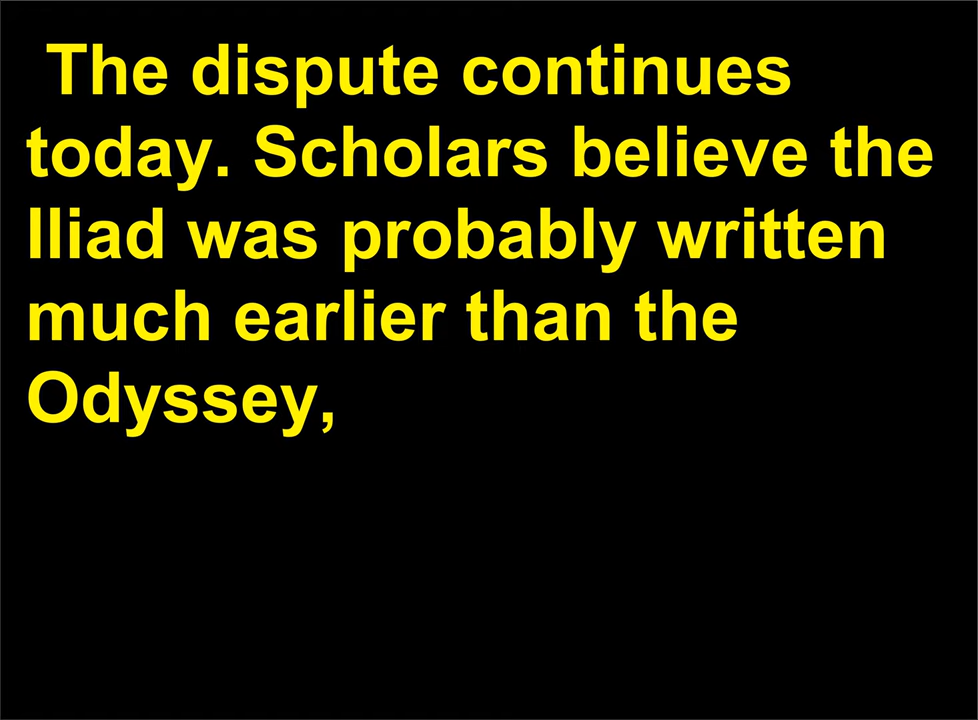 The dispute continues
today. Scholars believe the
Iliad was probably written
much earlier than the
Odyssey,